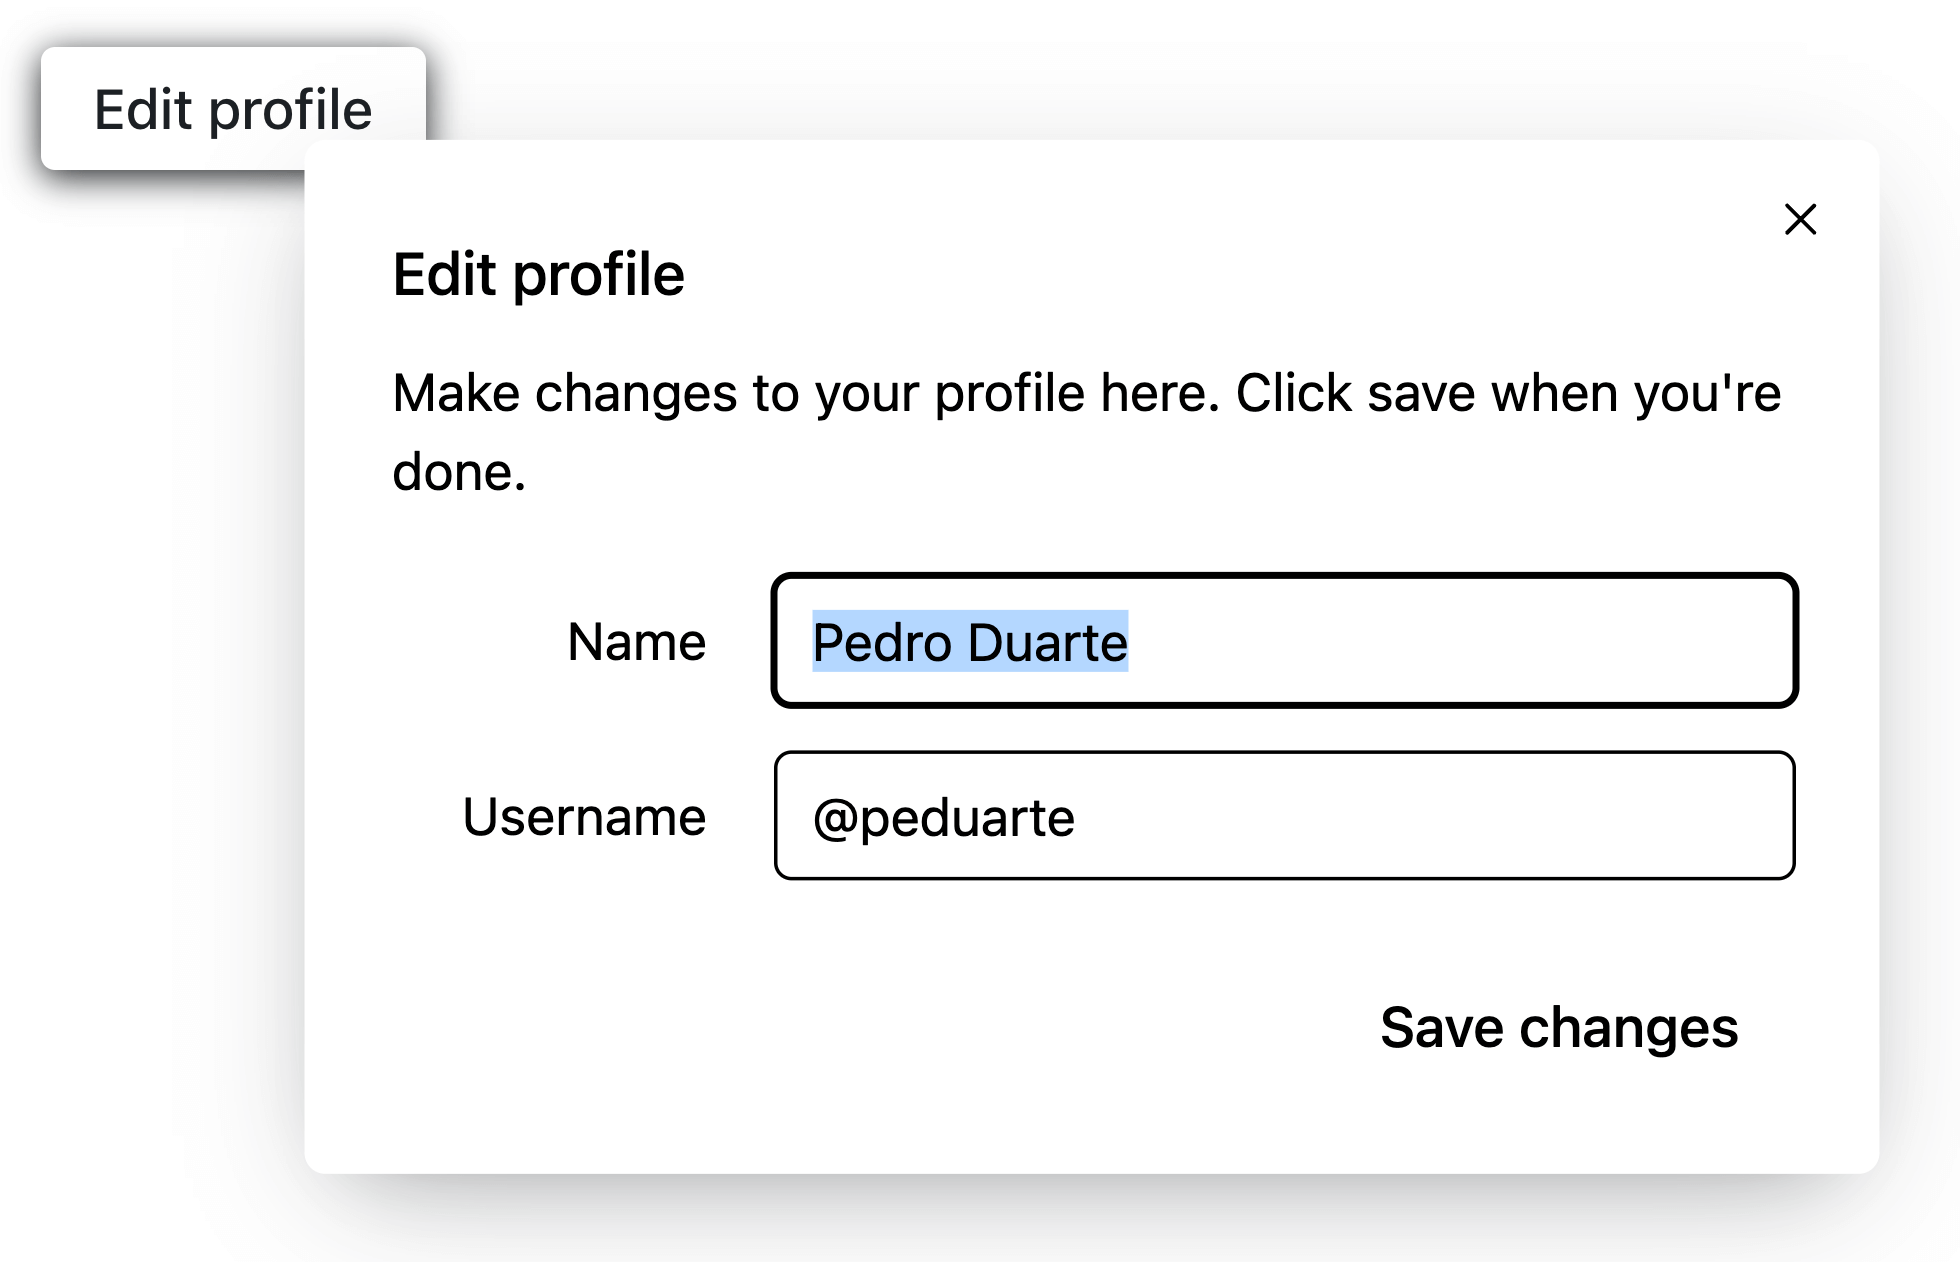 Edit profile
Edit profile
Make changes to your profile here. Click save when you're
done.
Name
Pedro Duarte
Username
@peduarte
Save changes